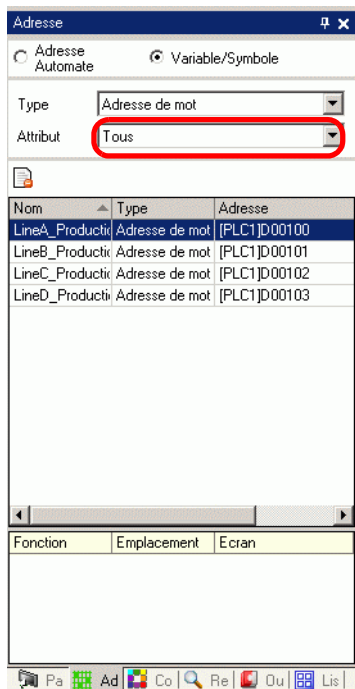 Adresse
Adresse Automate
Variable/Symbole
Type Adresse de mot
Attribut Tous
Nom Type Adresse
LineA_Productic Adresse de mot [PLC1]D00100
LineB_Productic Adresse de mot [PLC1]D00101
LineC_Productic Adresse de mot [PLC1]D00102
LineD_Productic Adresse de mot [PLC1]D00103
Fonction Emplacement Ecran
Pa Ad Co Re Ou Lis